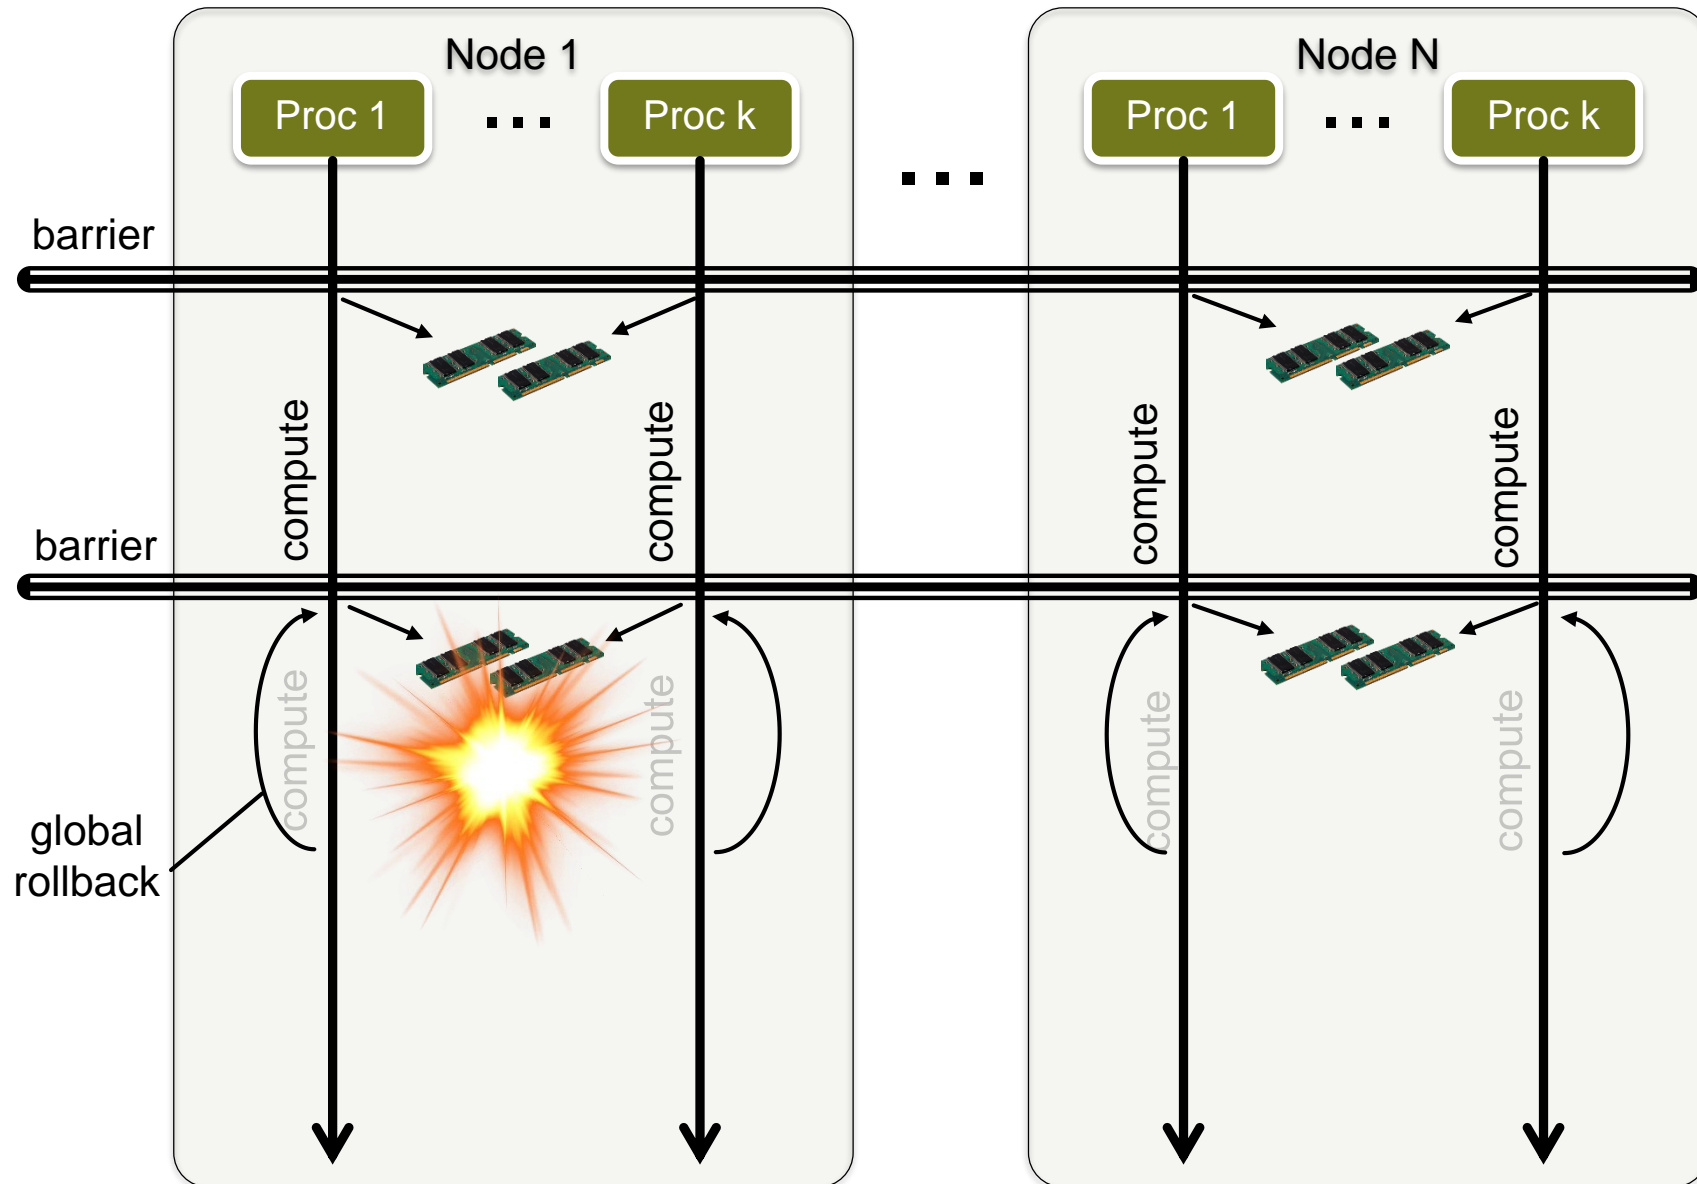 Node 1
Node N
Proc 1
...
Proc k
...
Proc 1
...
Proc k
barrier
compute
compute
compute
compute
barrier
compute
compute
compute
compute
global
rollback